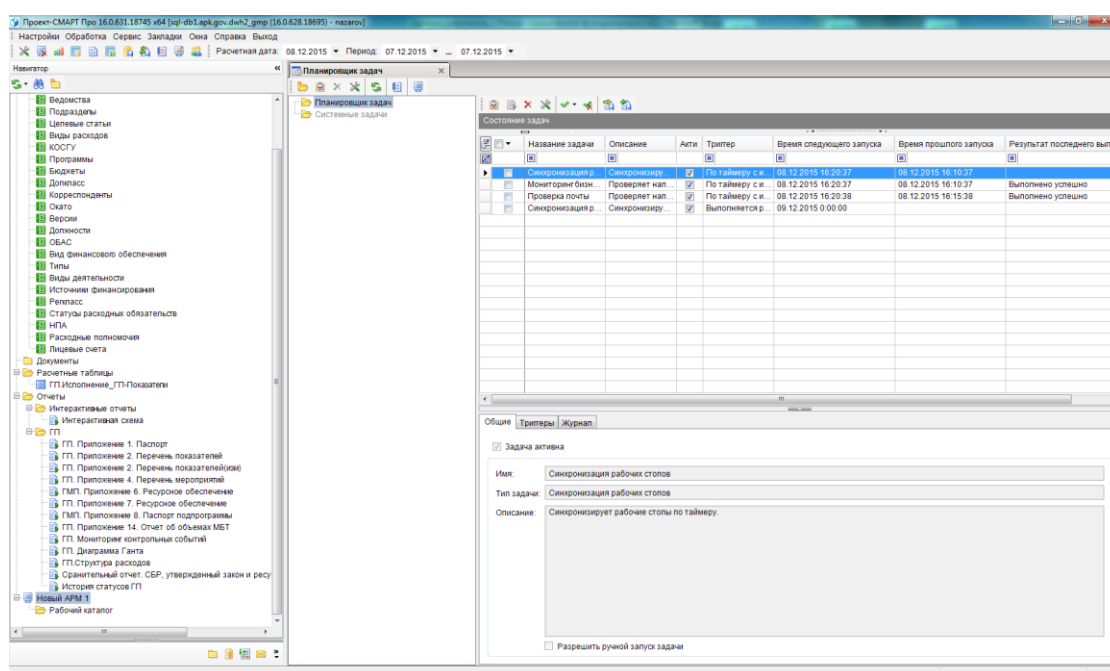 Проект-СМАРТ Про 16.0.631.18745 x64 [sql-db1.apk.gov.dwh2_gmp (16.0.628.18695) - nazarov]
Настройки Обработка Сервис Закладки Окна Справка Выход
Расчетная дата: 08.12.2015 Период: 07.12.2015 ... 07.12.2015
Навигатор
Ведомства
Подразделы
Целевые статьи
Виды расходов
КОСГУ
Программы
Бюджеты
Допкласс
Корреспонденты
Окато
Версии
Должности
ОБАС
Вид финансового обеспечения
Типы
Виды деятельности
Источники финансирования
Регкласс
Статусы расходных обязательств
НПА
Расходные полномочия
Лицевые счета
Документы
Расчетные таблицы
ГП.Исполнение_ГП-Показатели
Отчеты
Интерактивные отчеты
Интерактивная схема
ГП
ГП. Приложение 1. Паспорт
ГП. Приложение 2. Перечень показателей
ГП. Приложение 2. Перечень показателей(изм)
ГП. Приложение 4. Перечень мероприятий
ГМП. Приложение 6. Ресурсное обеспечение
ГП. Приложение 7. Ресурсное обеспечение
ГМП. Приложение 8. Паспорт подпрограммы
ГП. Приложение 14. Отчет об объемах МБТ
ГП. Мониторинг контрольных событий
ГП. Диаграмма Ганта
ГП.Структура расходов
Сранительный отчет. СБР, утвержденный закон и ресу
История статусов ГП
Новый АРМ 1
Рабочий каталог
Планировщик задач
Планировщик задач
Системные задачи
Состояние задач
Название задачи Описание Акти Триггер Время следующего запуска Время прошлого запуска Результат последнего вып
Синхронизация р... Синхронизиру... По таймеру с и... 08.12.2015 16:20:37 08.12.2015 16:10:37
Мониторинг бизн... Проверяет нап... По таймеру с и... 08.12.2015 16:20:37 08.12.2015 16:10:37 Выполнено успешно
Проверка почты Проверяет нап... По таймеру с и... 08.12.2015 16:20:38 08.12.2015 16:15:38 Выполнено успешно
Синхронизация р... Синхронизиру... Выполняется р... 09.12.2015 0:00:00
Общие Триггеры Журнал
Задача активна
Имя: Синхронизация рабочих столов
Тип задачи: Синхронизация рабочих столов
Описание: Синхронизирует рабочие столы по таймеру.
Разрешить ручной запуск задачи